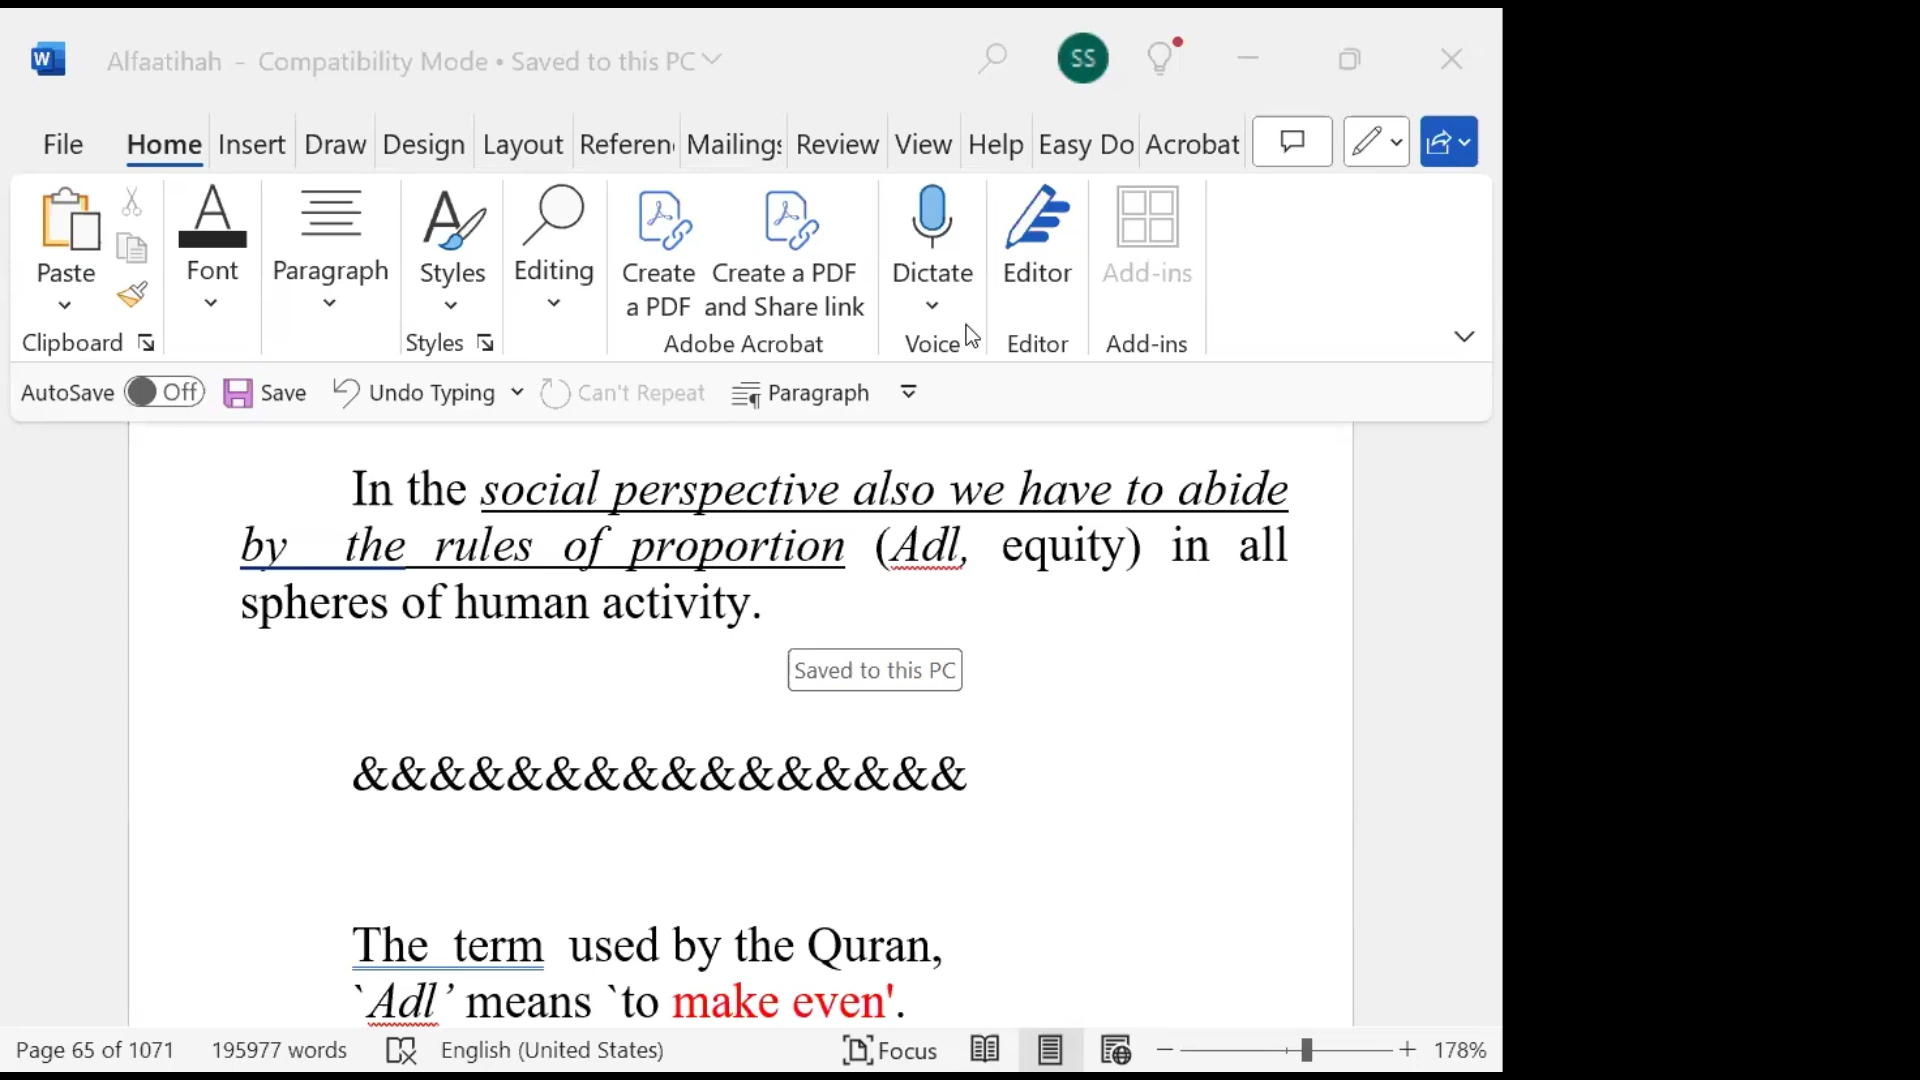 W Alfaatihah - Compatibility Mode • Saved to this PC SS
File Home Insert Draw Design Layout Referen Mailings Review View Help Easy Do Acrobat
Paste Font Paragraph Styles Editing Create a PDF Create a PDF and Share link Dictate Editor Add-ins
Clipboard Styles Adobe Acrobat Voice Editor Add-ins
AutoSave Off Save Undo Typing Can't Repeat Paragraph
In the social perspective also we have to abide
by the rules of proportion (Adl, equity) in all
spheres of human activity.
Saved to this PC
&&&&&&&&&&&&&&&&
The term used by the Quran,
`Adl’ means `to make even'.
Page 65 of 1071 195977 words English (United States) Focus 178%